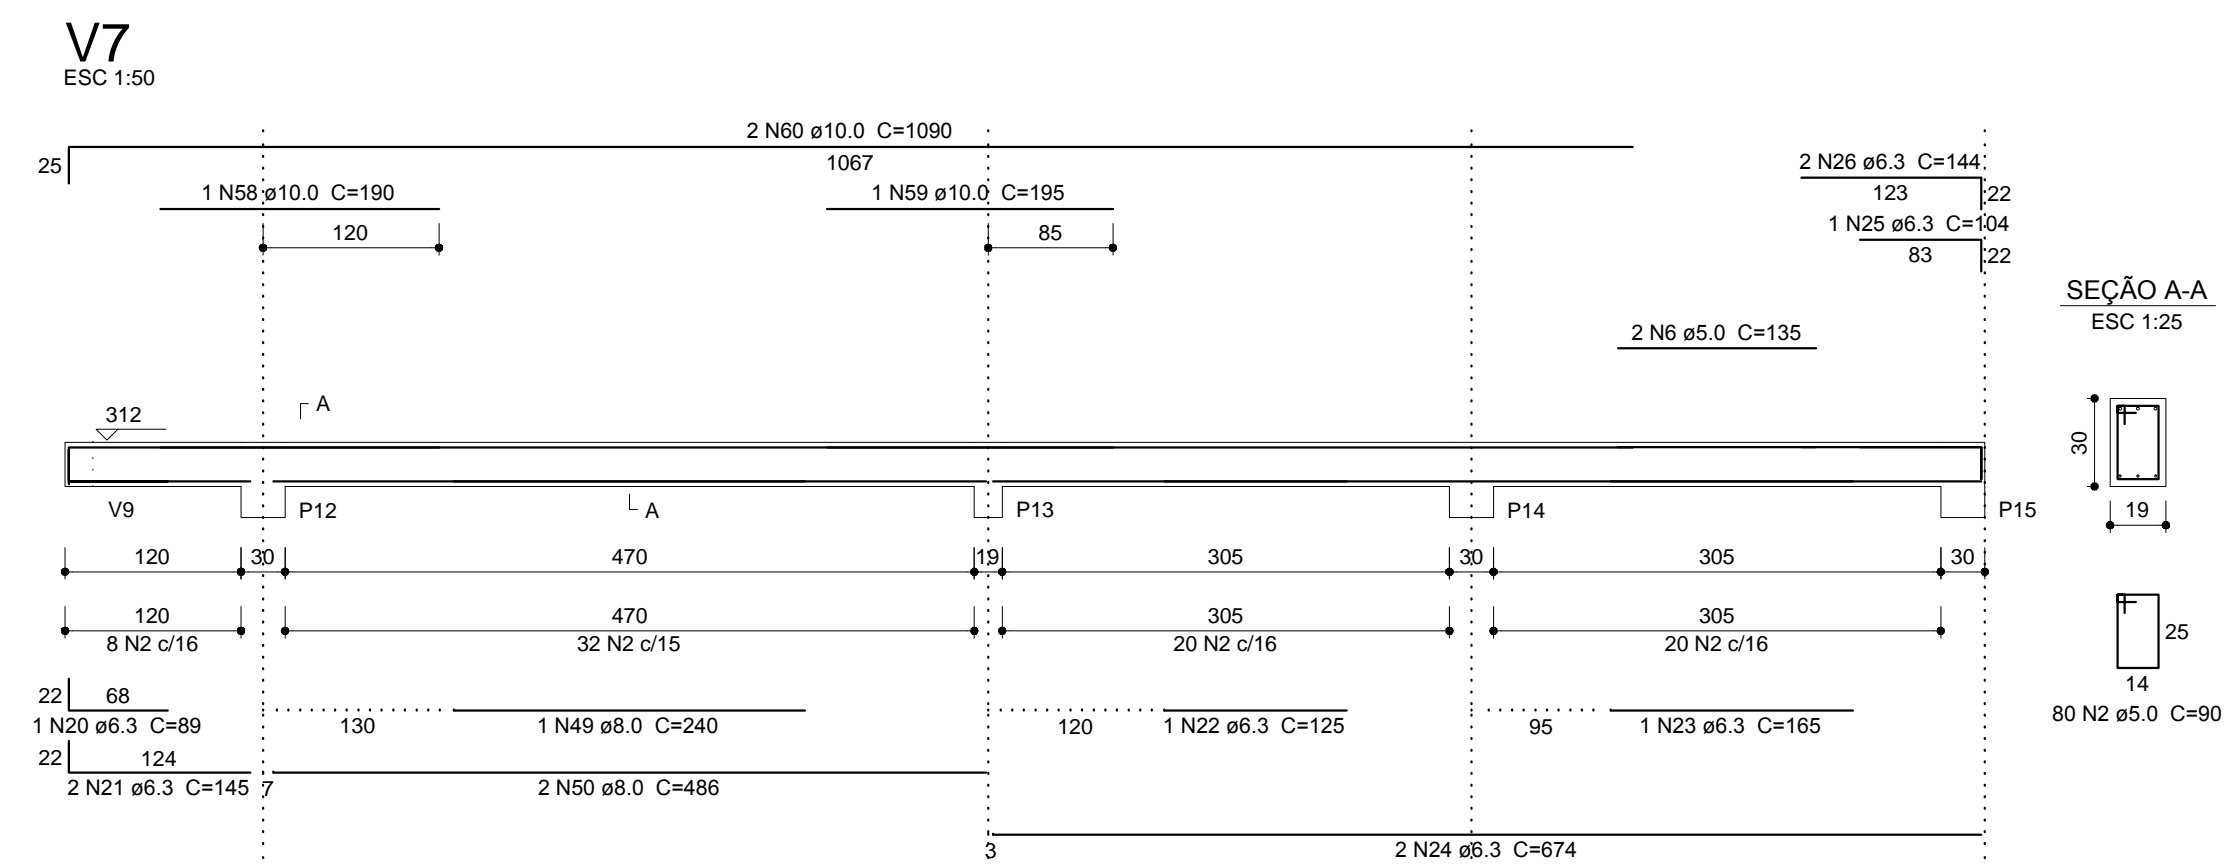 V7
ESC 1:50
2 N60 ø10.0 C=1090
25
1067
2 N26 ø6.3 C=144
1 N58 ø10.0 C=190
1 N59 ø10.0 C=195
123
22
1 N25 ø6.3 C=104
120
85
83
22
SEÇÃO A-A
ESC 1:25
2 N6 ø5.0 C=135
A
312
30
V9
P12
A
P13
P14
P15
19
120
30
470
19
305
30
305
30
120
470
305
305
8 N2 c/16
32 N2 c/15
20 N2 c/16
20 N2 c/16
25
14
80 N2 ø5.0 C=90
22
68
1 N20 ø6.3 C=89
130
1 N49 ø8.0 C=240
120
1 N22 ø6.3 C=125
95
1 N23 ø6.3 C=165
22
124
2 N21 ø6.3 C=145
7
2 N50 ø8.0 C=486
3
2 N24 ø6.3 C=674